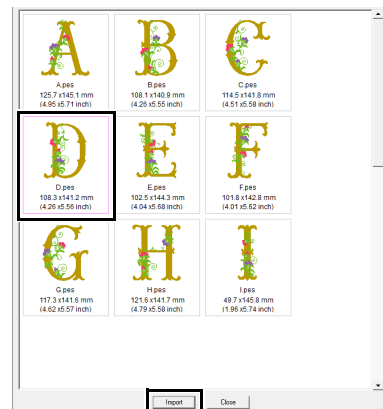 A.pes
125.7 x145.1 mm
(4.95 x5.71 inch)
B.pes
108.1 x140.9 mm
(4.26 x5.55 inch)
C.pes
114.5 x141.8 mm
(4.51 x5.58 inch)
D.pes
108.3 x141.2 mm
(4.26 x5.56 inch)
E.pes
102.5 x144.3 mm
(4.04 x5.68 inch)
F.pes
101.8 x142.8 mm
(4.01 x5.62 inch)
G.pes
117.3 x141.6 mm
(4.62 x5.57 inch)
H.pes
121.6 x141.7 mm
(4.79 x5.58 inch)
I.pes
49.7 x145.8 mm
(1.96 x5.74 inch)
Import Close